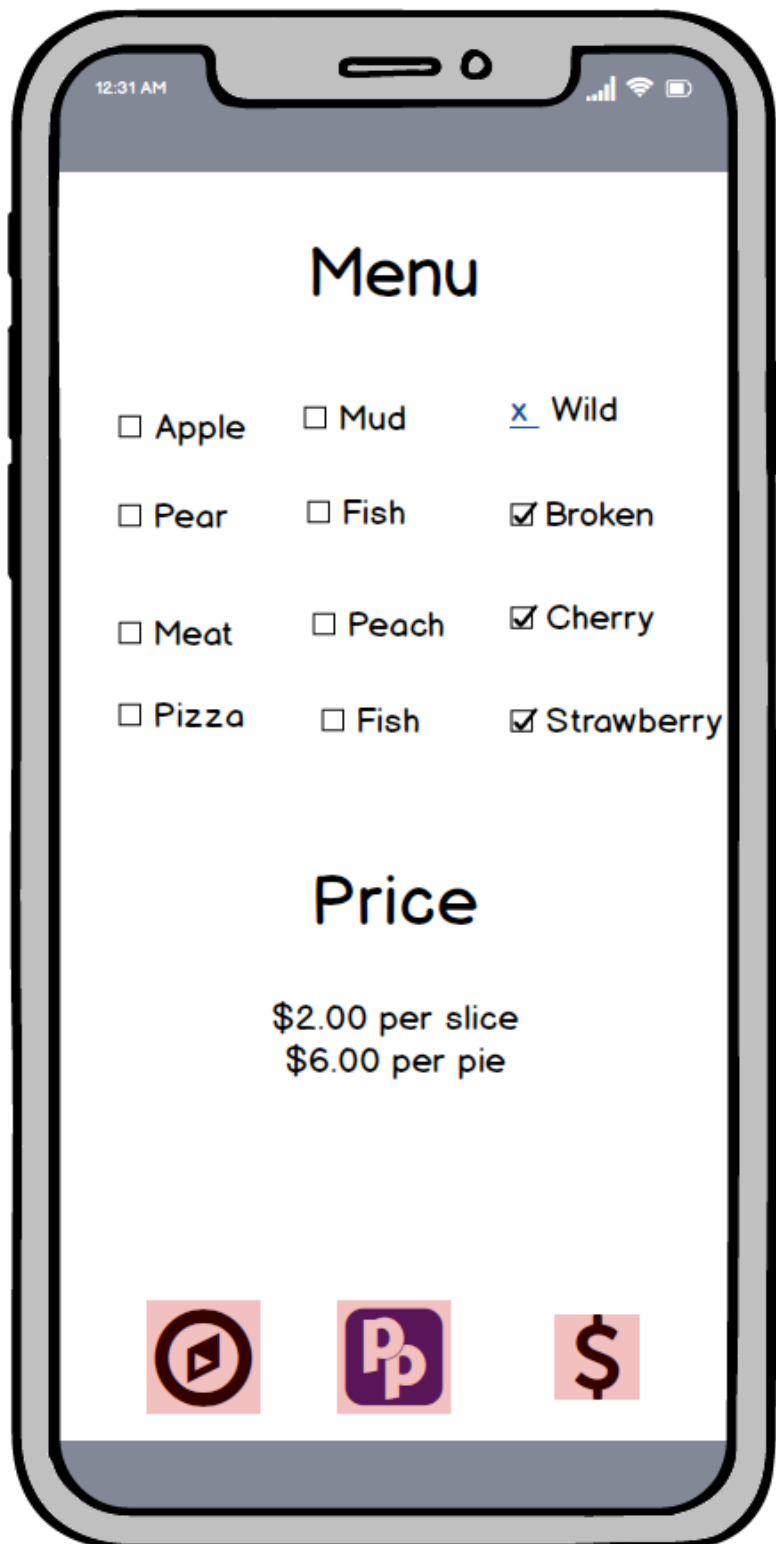 12:31 AM
Menu
Apple Mud x Wild
Pear Fish Broken
Meat Peach Cherry
Pizza Fish Strawberry
Price
$2.00 per slice
$6.00 per pie
PP $